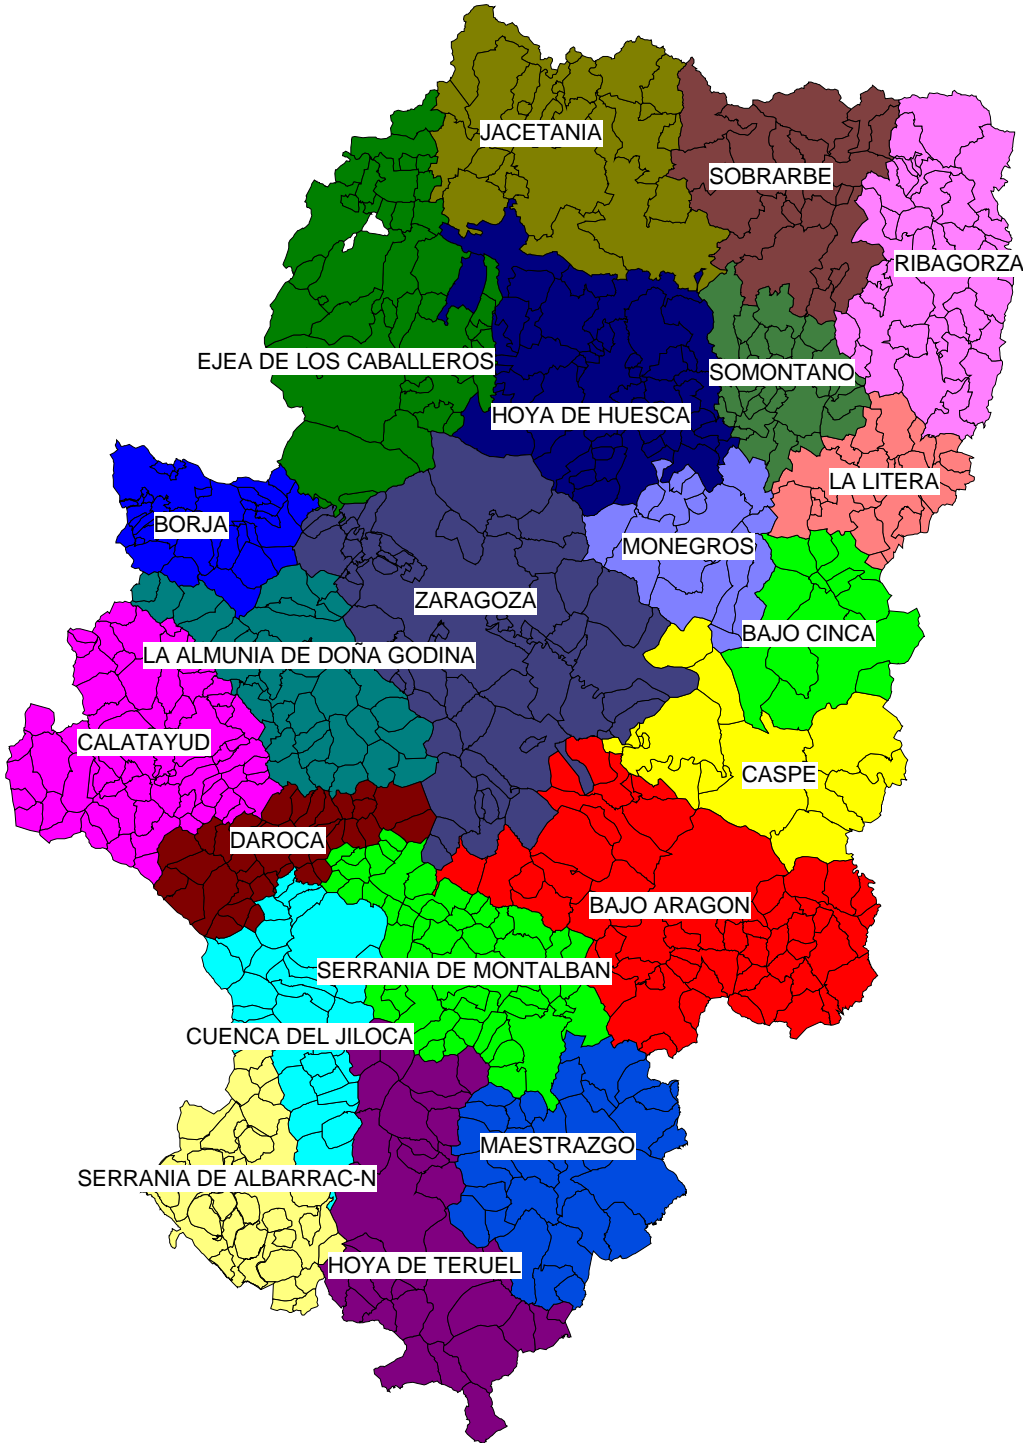 JACETANIA
SOBRARBE
RIBAGORZA
EJEA DE LOS CABALLEROS
SOMONTANO
HOYA DE HUESCA
LA LITERA
BORJA
MONEGROS
ZARAGOZA
BAJO CINCA
LA ALMUNIA DE DOÑA GODINA
CALATAYUD
CASPE
DAROCA
BAJO ARAGON
SERRANIA DE MONTALBAN
CUENCA DEL JILOCA
MAESTRAZGO
SERRANIA DE ALBARRAC-N
HOYA DE TERUEL